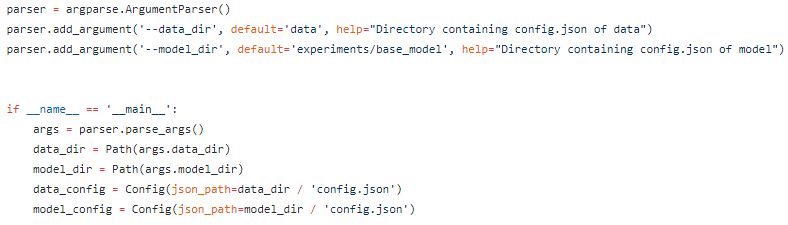 parser = argparse.ArgumentParser()
parser.add_argument('--data_dir', default='data', help="Directory containing config.json of data")
parser.add_argument('--model_dir', default='experiments/base_model', help="Directory containing config.json of model")
if __name__ == '__main__':
    args = parser.parse_args()
    data_dir = Path(args.data_dir)
    model_dir = Path(args.model_dir)
    data_config = Config(json_path=data_dir / 'config.json')
    model_config = Config(json_path=model_dir / 'config.json')